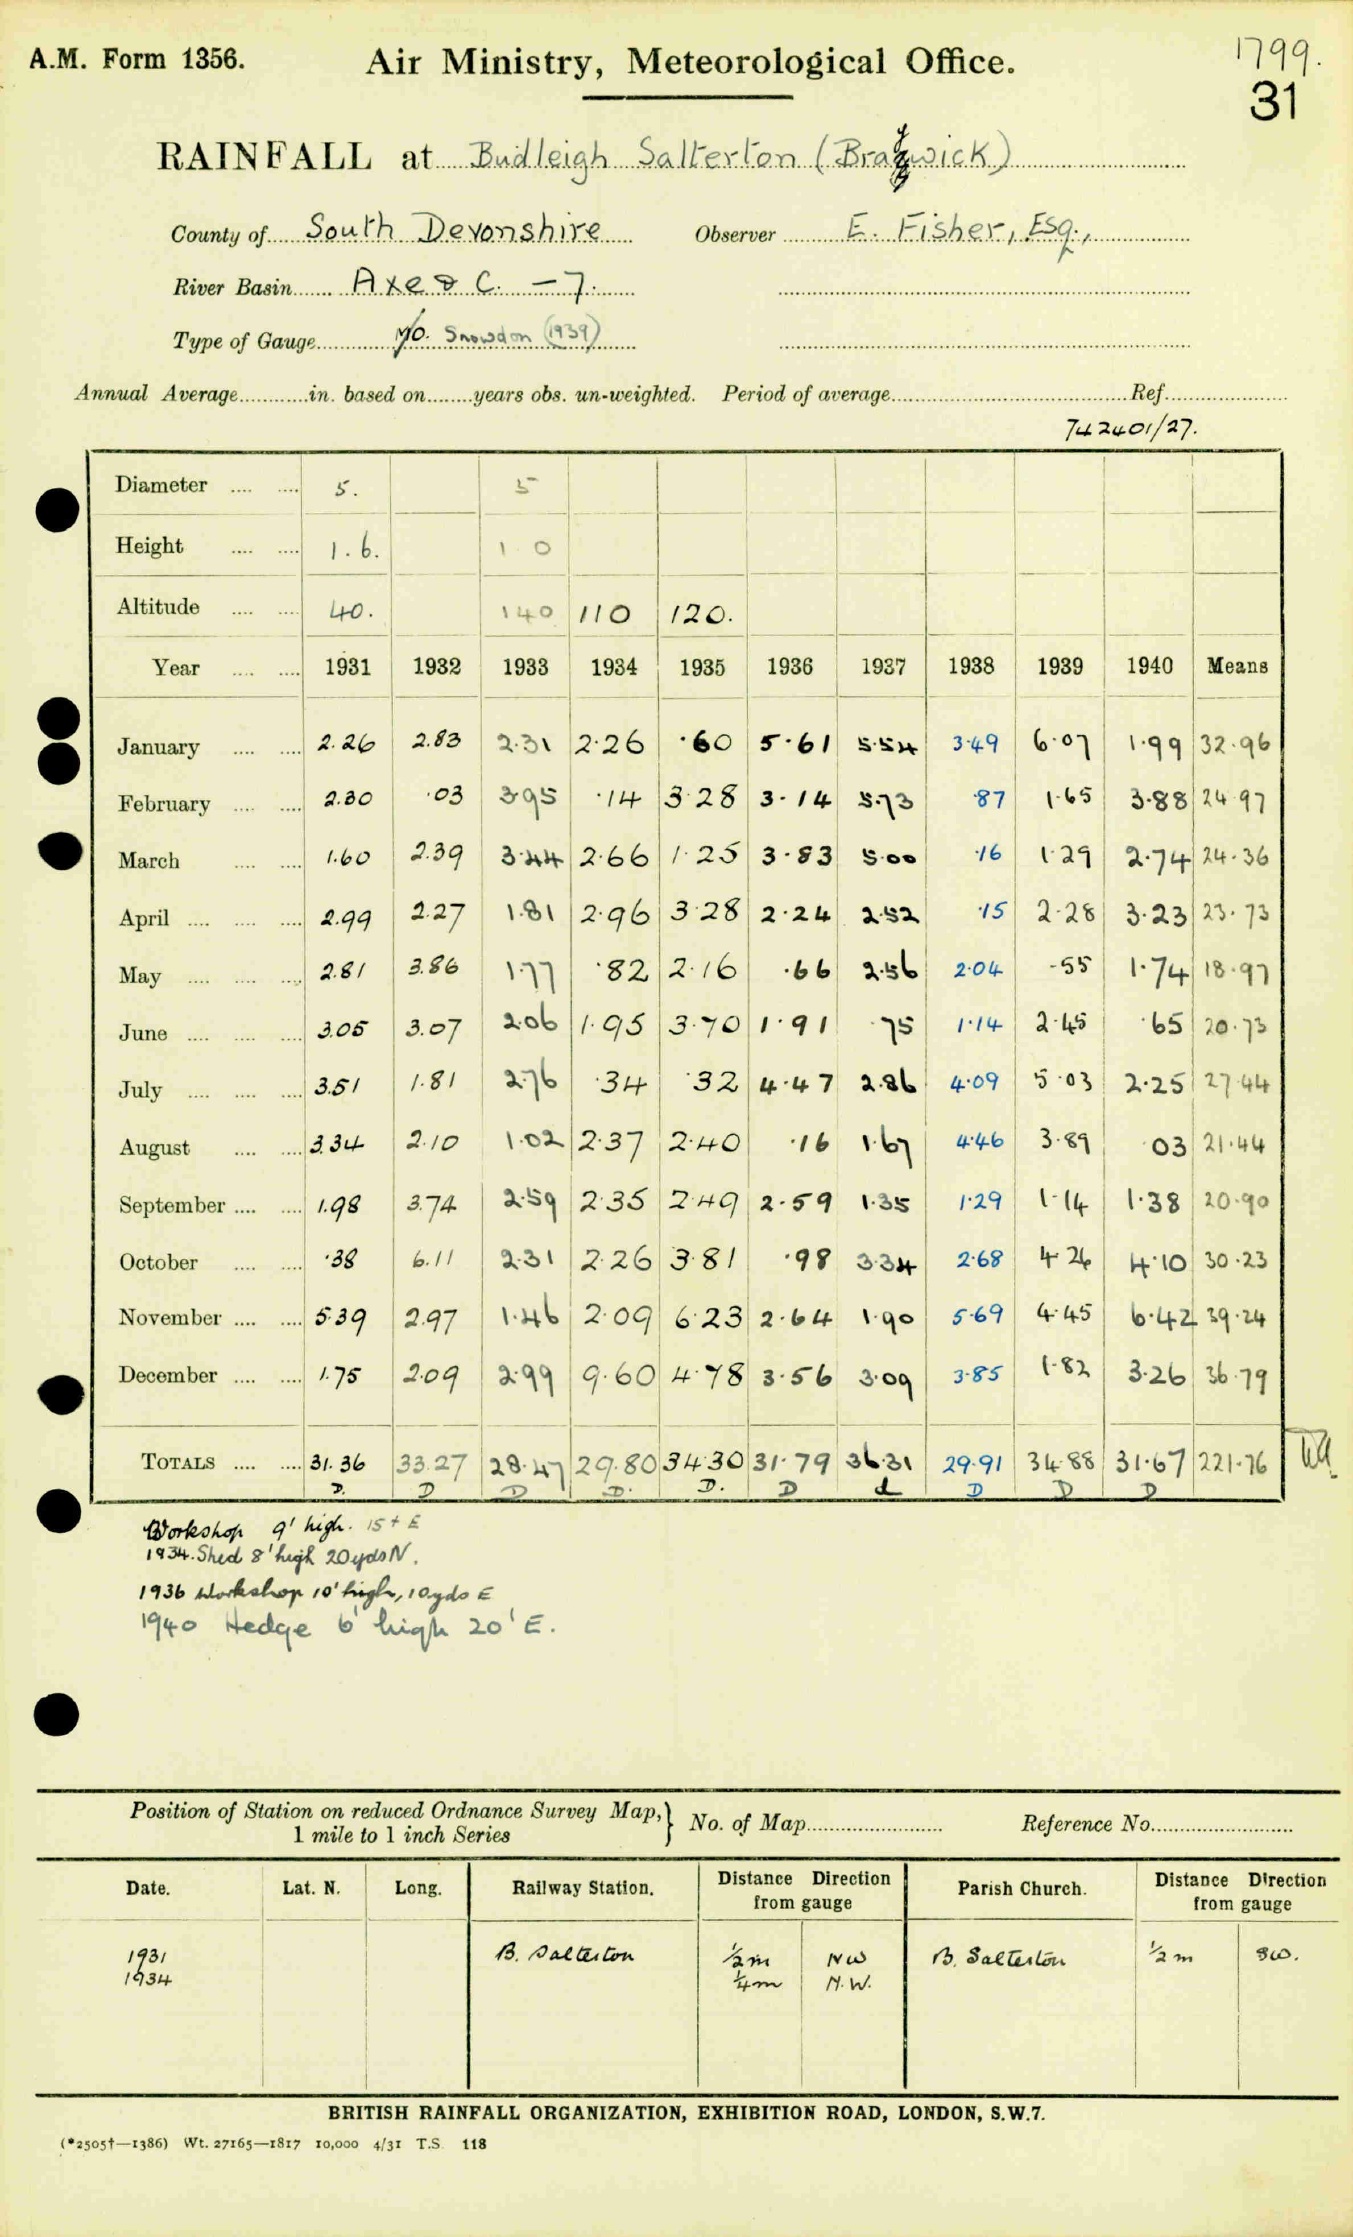 A.M. Form 1356.
Air Ministry, Meteorological Office.
1799.
31
RAINFALL at Budleigh Salterton (
County of South Devonshire Observer E. Fisher, Esq.,
River Basin Axe & C. - 7.
Type of Gauge Snowdon (1939)
Annual Average in. based on years obs. un-weighted. Period of average Ref.
742401/27.
Diameter 5. 5
Height 1.6. 1 0
Altitude 40. 140 110 120.
Year 1931 1932 1933 1934 1935 1936 1937 1938 1939 1940 Means
January 2.26 2.83 2.31 2.26 .60 5.61 5.54 3.49 6.07 1.99 32.96
February 2.30 .03 3.95 .14 3.28 3.14 5.73 .87 1.65 3.88 24.97
March 1.60 2.39 3.44 2.66 1.25 3.83 5.00 .16 1.29 2.74 24.36
April 2.99 2.27 1.81 2.96 3.28 2.24 2.52 .15 2.28 3.23 23.73
May 2.81 3.86 1.77 .82 2.16 .66 2.56 2.04 .55 1.74 18.97
June 3.05 3.07 2.06 1.95 3.70 1.91 .75 1.14 2.45 .65 20.73
July 3.51 1.81 2.76 .34 .32 4.47 2.86 4.09 5.03 2.25 27.44
August 3.34 2.10 1.02 2.37 2.40 .16 1.67 4.46 3.89 .03 21.44
September 1.98 3.74 2.59 2.35 2.49 2.59 1.35 1.29 1.14 1.38 20.90
October .38 6.11 2.31 2.26 3.81 .98 3.34 2.68 4.26 4.10 30.23
November 5.39 2.97 1.46 2.09 6.23 2.64 1.90 5.69 4.45 6.42 39.24
December 1.75 2.09 2.99 9.60 4.78 3.56 3.09 3.85 1.82 3.26 36.79
TOTALS 31.36 33.27 28.47 29.80 34.30 31.79 36.31 29.91 34.88 31.67 221.76
D. D D D. D. D d D D D
Workshop 9' high. 15+ E
1934. Shed 8' high 20yds N.
1936 Workshop 10' high, 10yds E
1940 Hedge 6' high 20' E.
Position of Station on reduced Ordnance Survey Map, } No. of Map Reference No.
1 mile to 1 inch Series
Date. Lat. N. Long. Railway Station. Distance Direction from gauge Parish Church. Distance Direction from gauge
1931 B. Salterton ½m NW B. Salterton ½m SW.
1934 ¼m N.W.
BRITISH RAINFALL ORGANIZATION, EXHIBITION ROAD, LONDON, S.W.7.
(*2505†—1386) Wt. 27165—1817 10,000 4/31 T.S. 118